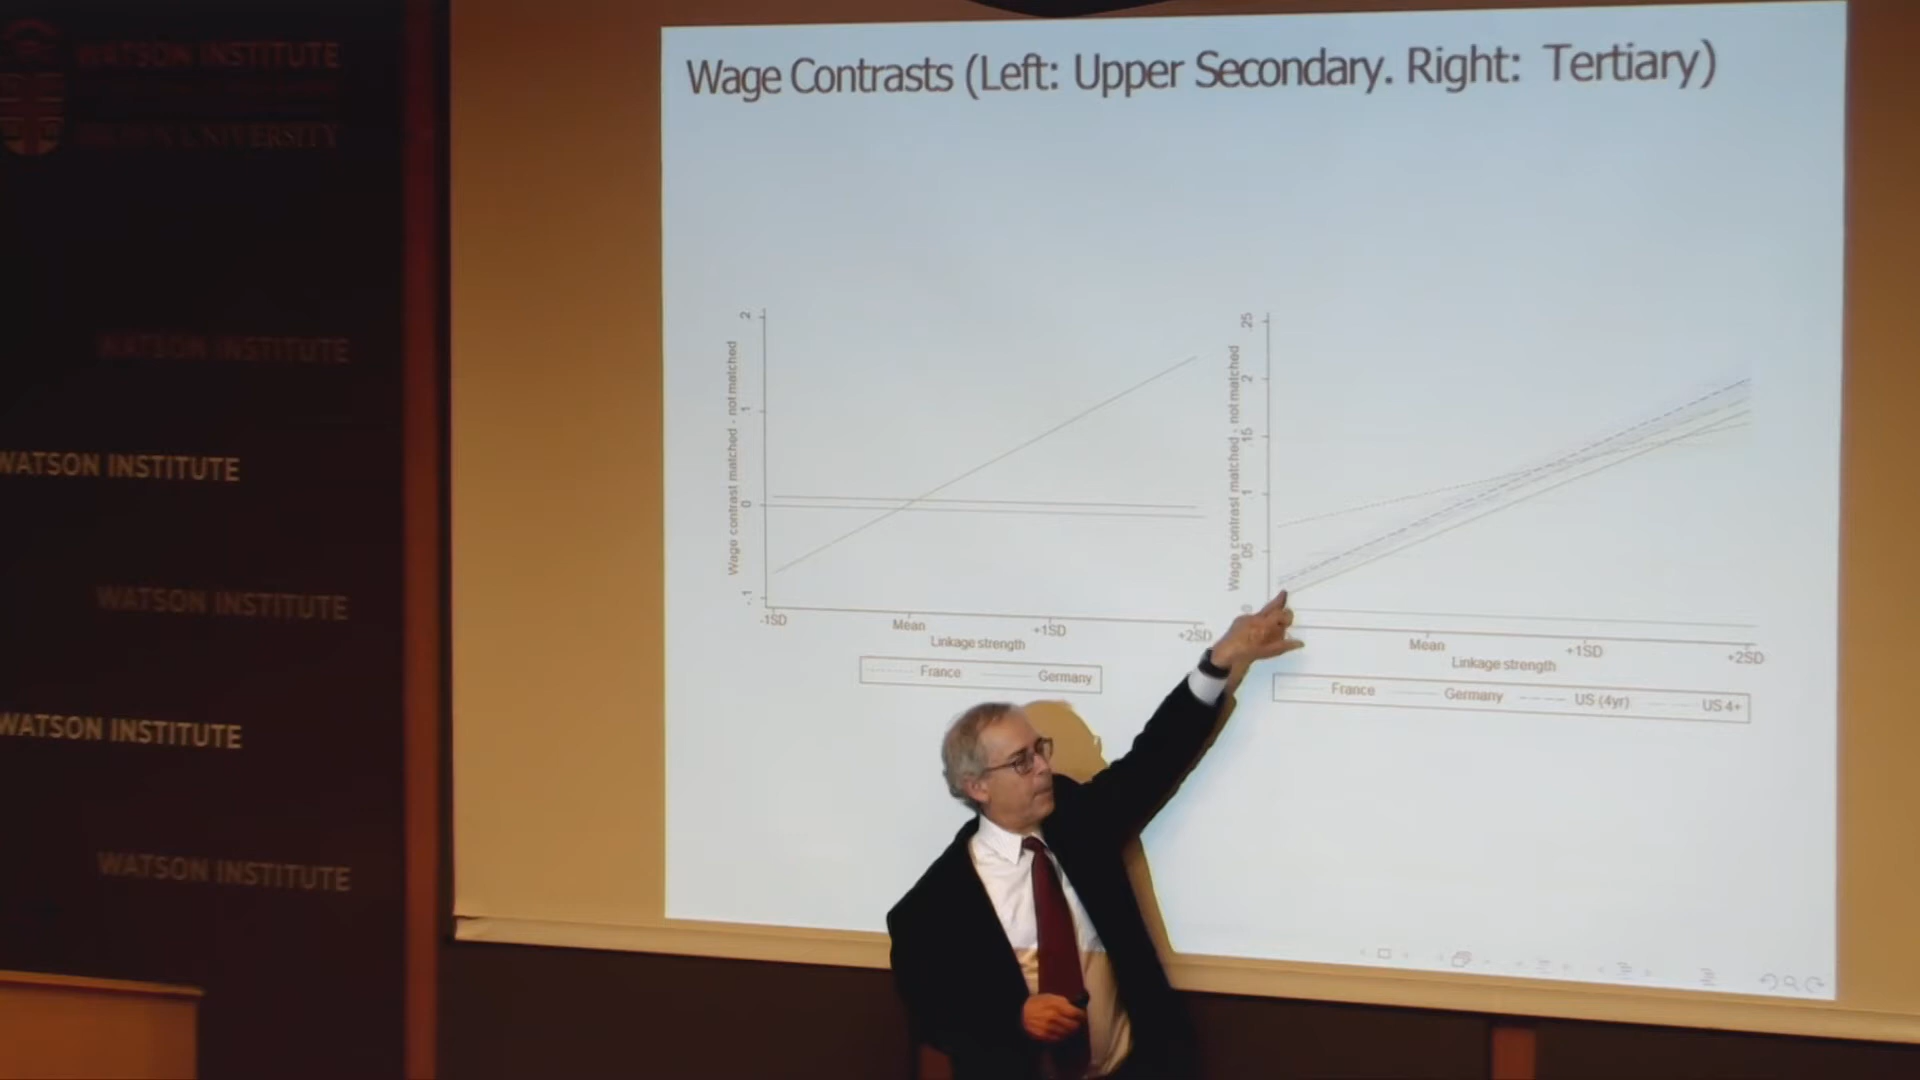 WATSON INSTITUTE
BROWN UNIVERSITY
WATSON INSTITUTE
WATSON INSTITUTE
WATSON INSTITUTE
WATSON INSTITUTE
WATSON INSTITUTE
Wage Contrasts (Left: Upper Secondary. Right: Tertiary)
Wage contrast matched - not matched
.2
.1
0
-.1
-1SD
Mean
+1SD
+2SD
Linkage strength
France
Germany
Wage contrast matched - not matched
.25
.2
.15
.1
.05
0
Mean
+1SD
+2SD
Linkage strength
France
Germany
US (4yr)
US 4+